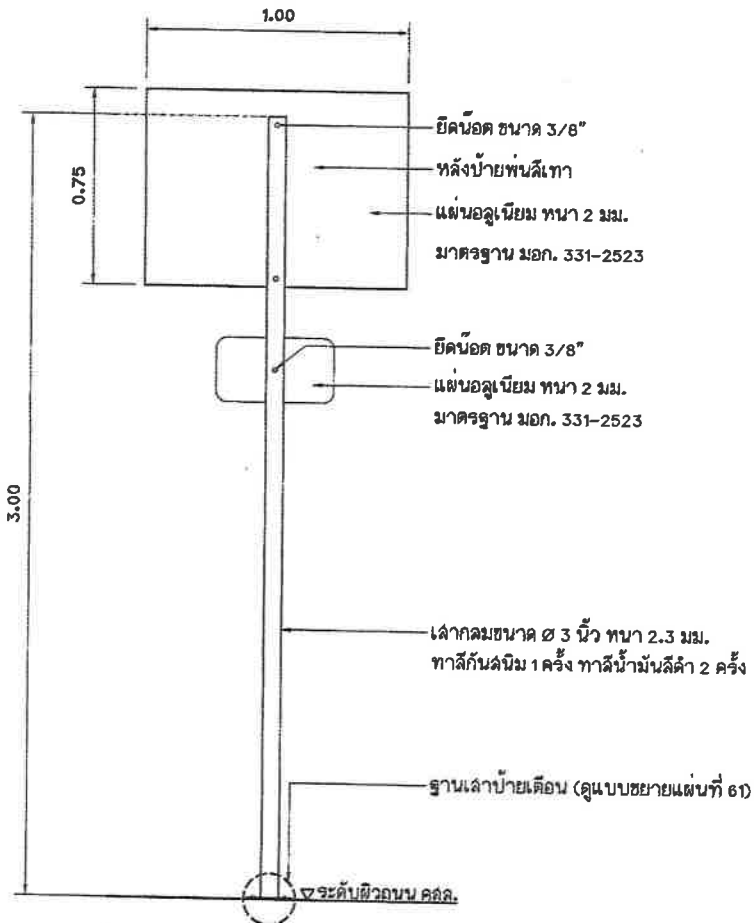 1.00
0.75
3.00
ยึดน๊อต ขนาด 3/8"
หลังป้ายพ่นสีเทา
แผ่นอลูเนียม หนา 2 มม.
มาตรฐาน มอก. 331-2523
ยึดน๊อต ขนาด 3/8"
แผ่นอลูเนียม หนา 2 มม.
มาตรฐาน มอก. 331-2523
เสากลมขนาด Ø 3 นิ้ว หนา 2.3 มม.
ทาสีกันสนิม 1 ครั้ง ทาสีน้ำมันสีดำ 2 ครั้ง
ฐานเสาป้ายเตือน (ดูแบบขยายแผ่นที่ 61)
ระดับผิวถนน คสล.